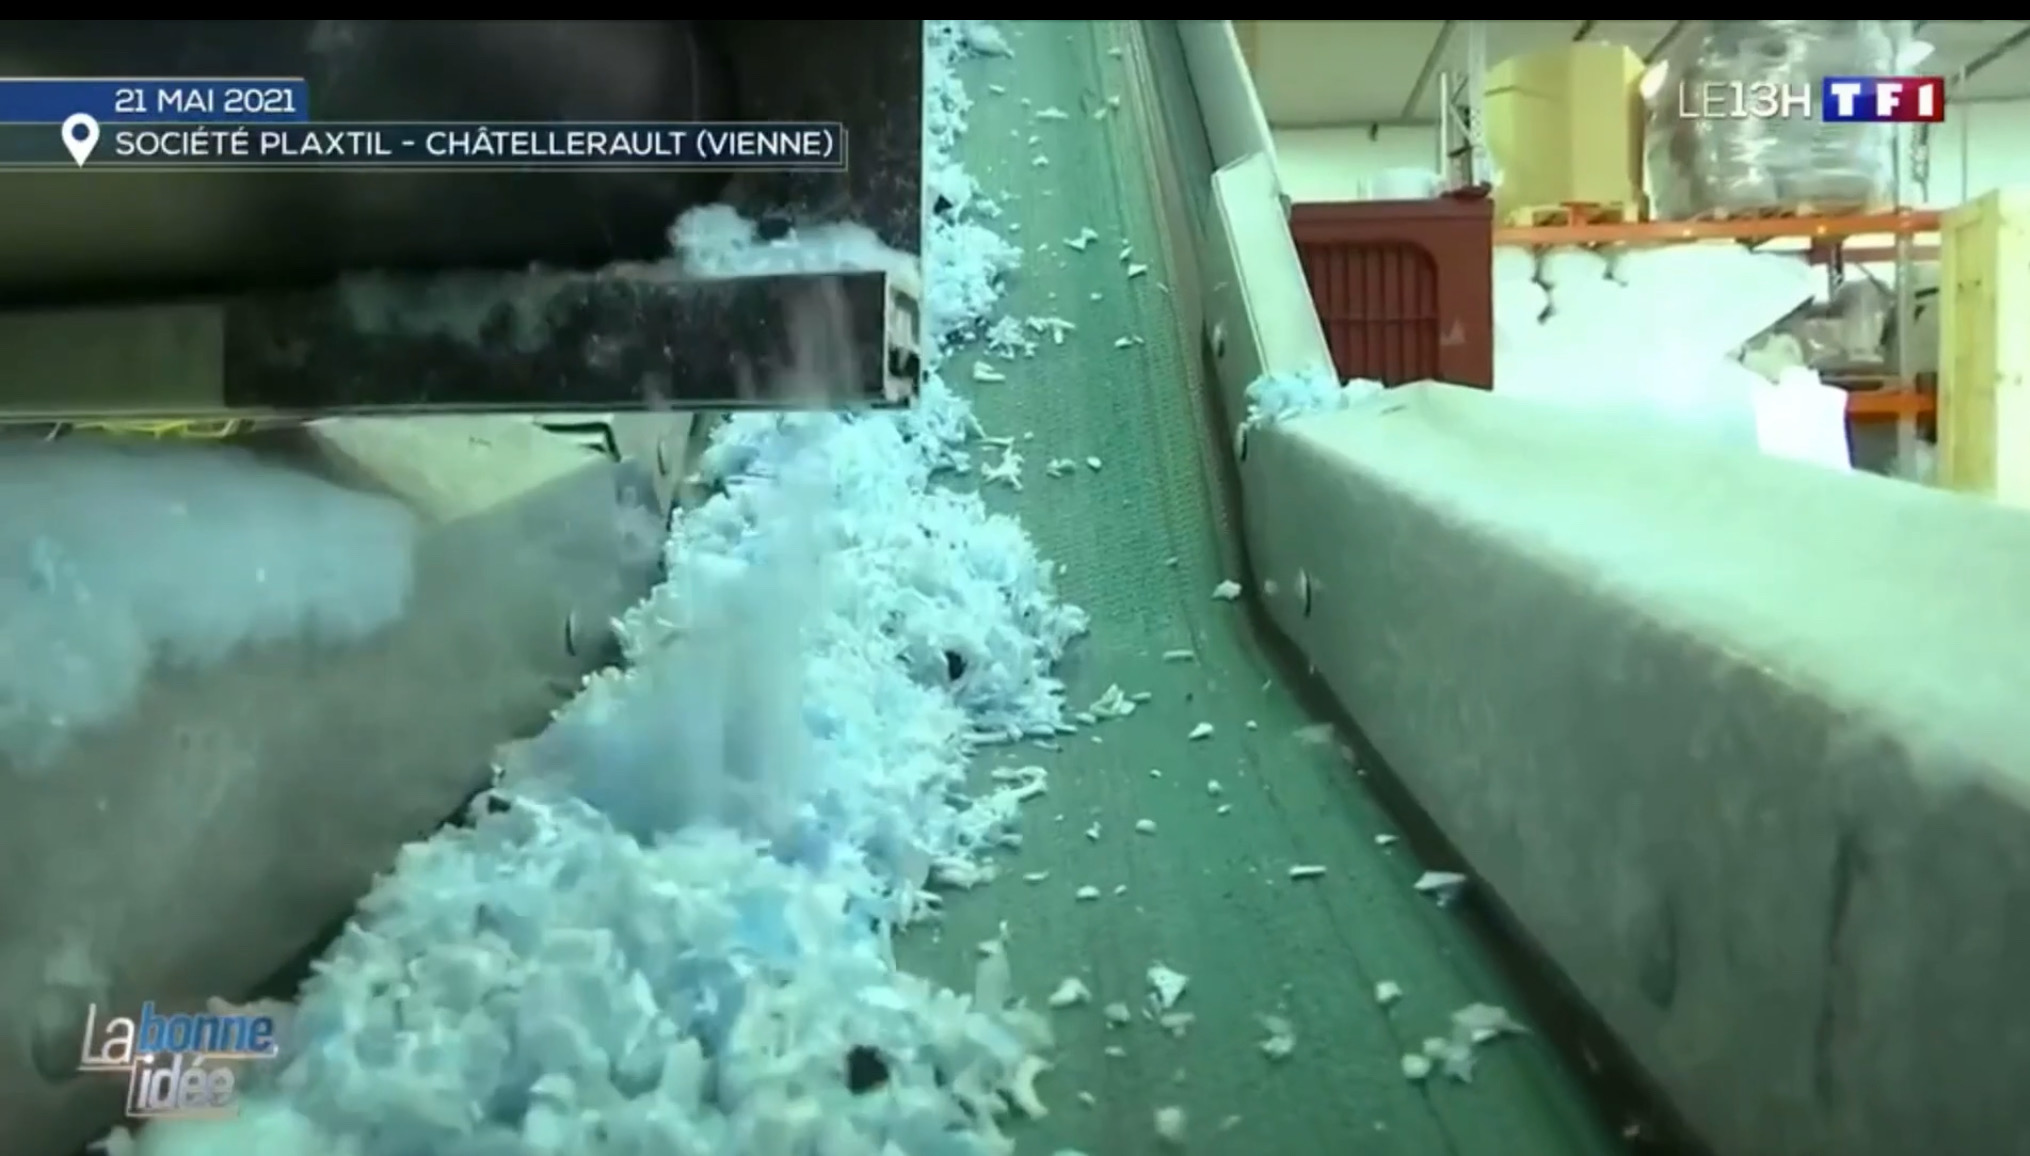 21 MAI 2021
SOCIÉTÉ PLAXTIL - CHÂTELLERAULT (VIENNE)
LE13H TF1
La bonne
idée